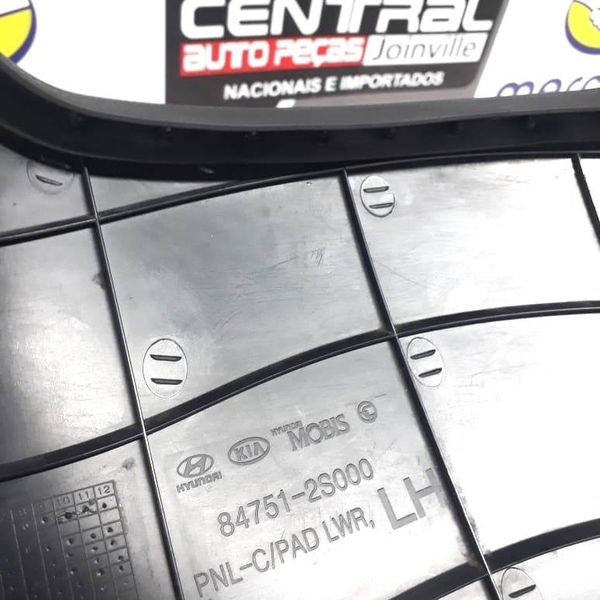 CENTRAL
AUTO PEÇAS Joinville
NACIONAIS E IMPORTADOS
HYUNDAI KIA HYUNDAI MOBIS
84751-2S000
PNL-C/PAD LWR, LH
9 10 11 12